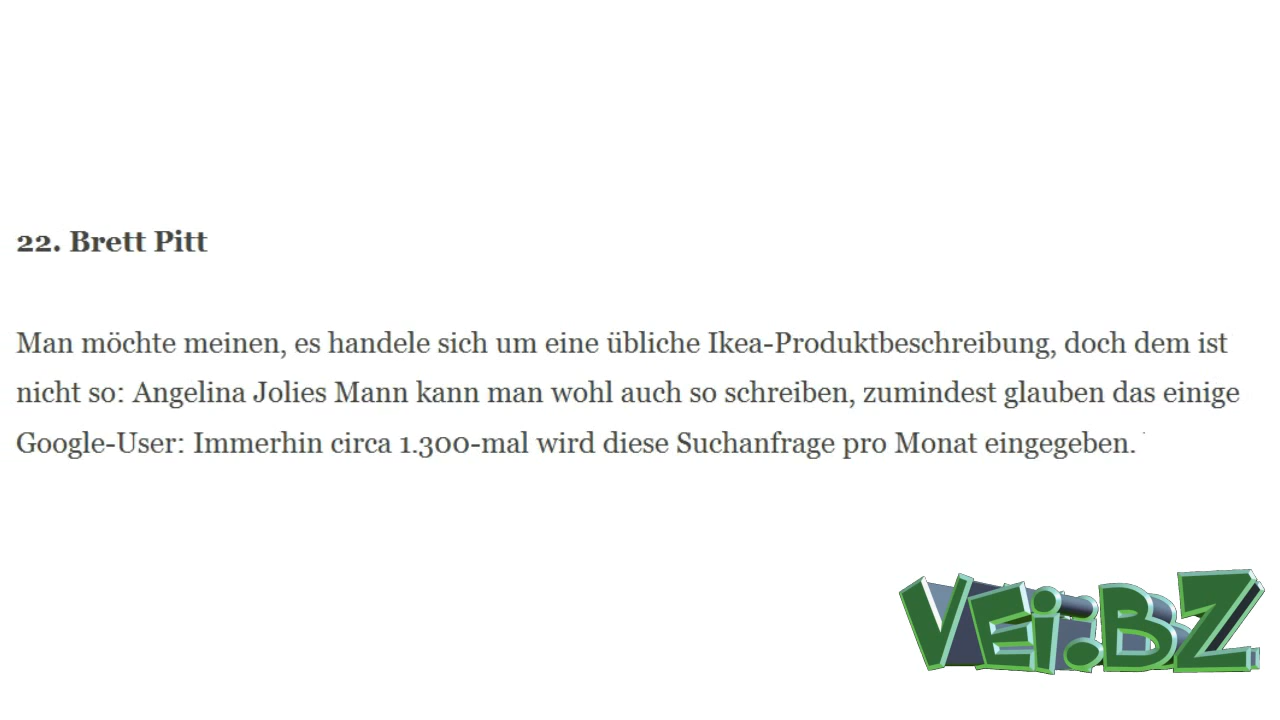 22. Brett Pitt
Man möchte meinen, es handele sich um eine übliche Ikea-Produktbeschreibung, doch dem ist
nicht so: Angelina Jolies Mann kann man wohl auch so schreiben, zumindest glauben das einige
Google-User: Immerhin circa 1.300-mal wird diese Suchanfrage pro Monat eingegeben.
VEi.BZ